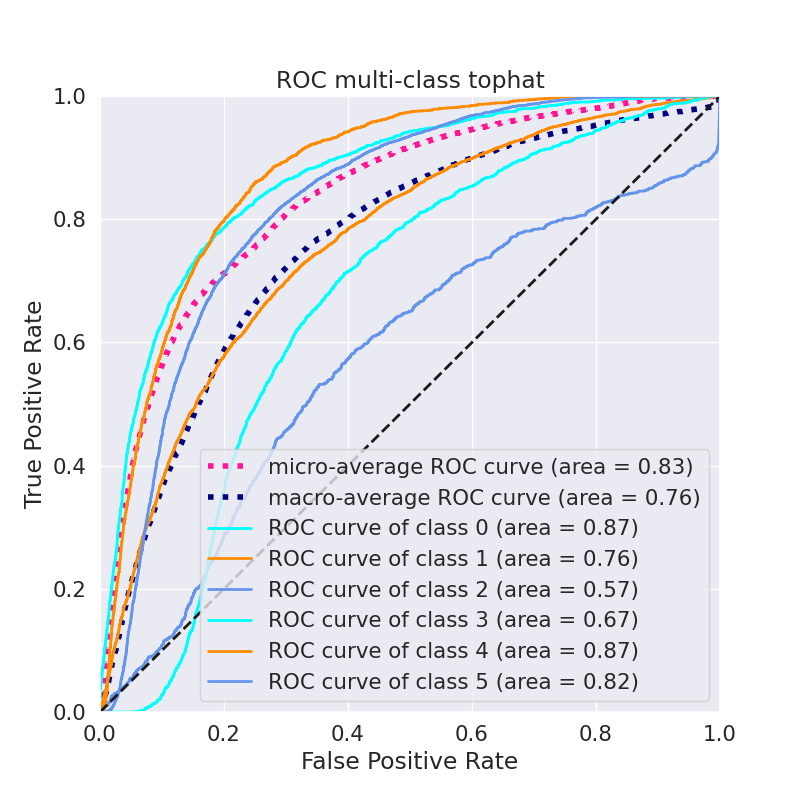 ROC multi-class tophat
True Positive Rate
1.0
0.8
0.6
0.4
0.2
0.0
micro-average ROC curve (area = 0.83)
macro-average ROC curve (area = 0.76)
ROC curve of class 0 (area = 0.87)
ROC curve of class 1 (area = 0.76)
ROC curve of class 2 (area = 0.57)
ROC curve of class 3 (area = 0.67)
ROC curve of class 4 (area = 0.87)
ROC curve of class 5 (area = 0.82)
0.0 0.2 0.4 0.6 0.8 1.0
False Positive Rate